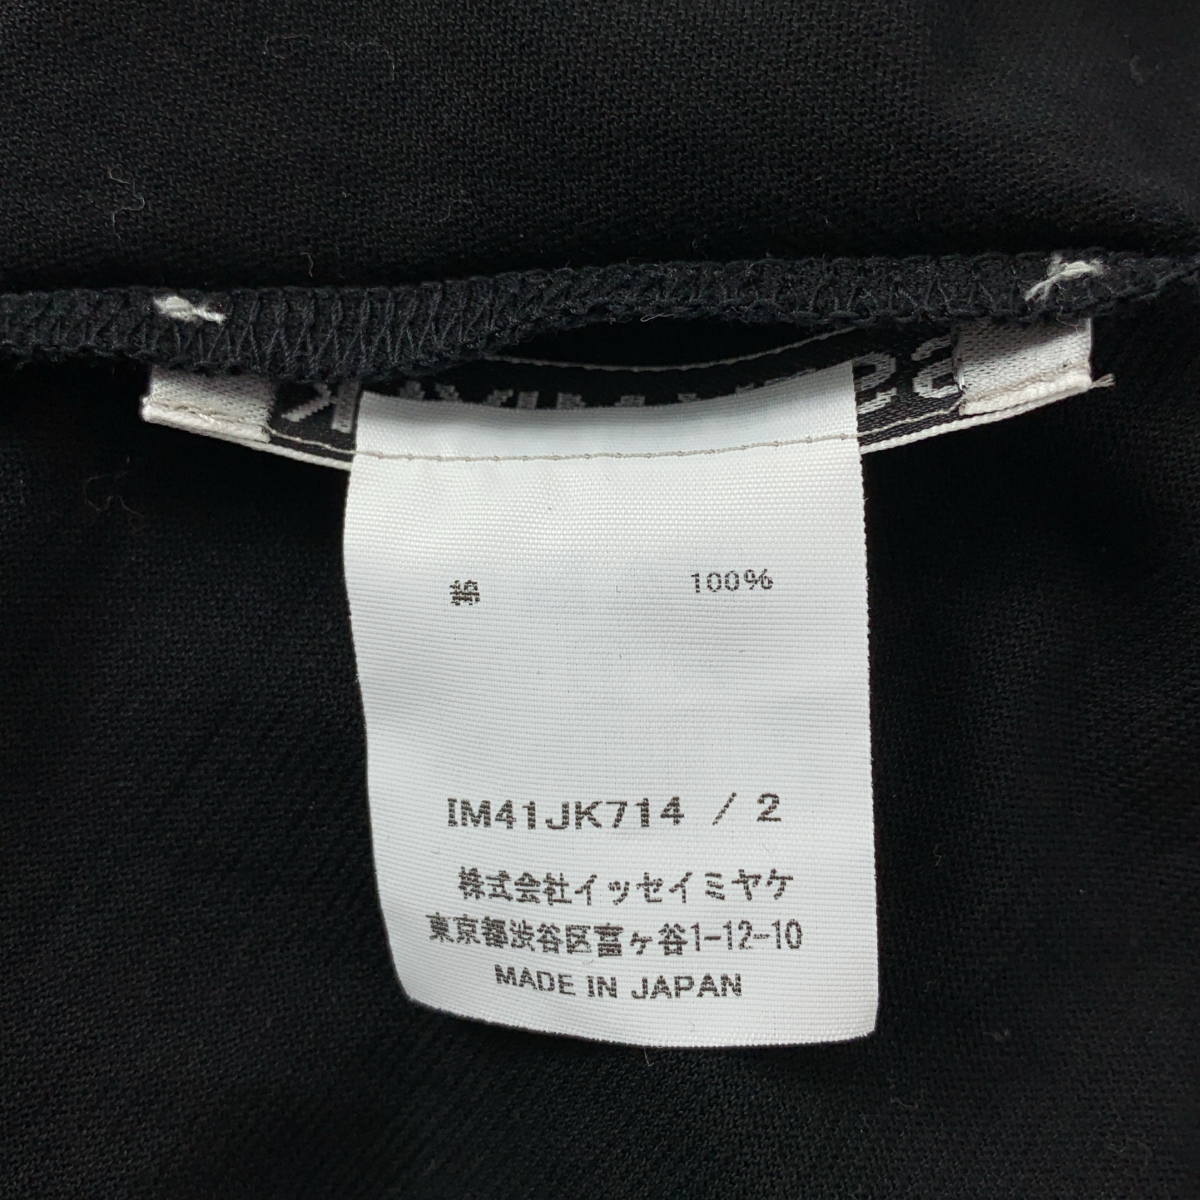 綿 100%
IM41JK714 / 2
株式会社イッセイミヤケ
東京都渋谷区富ヶ谷1-12-10
MADE IN JAPAN